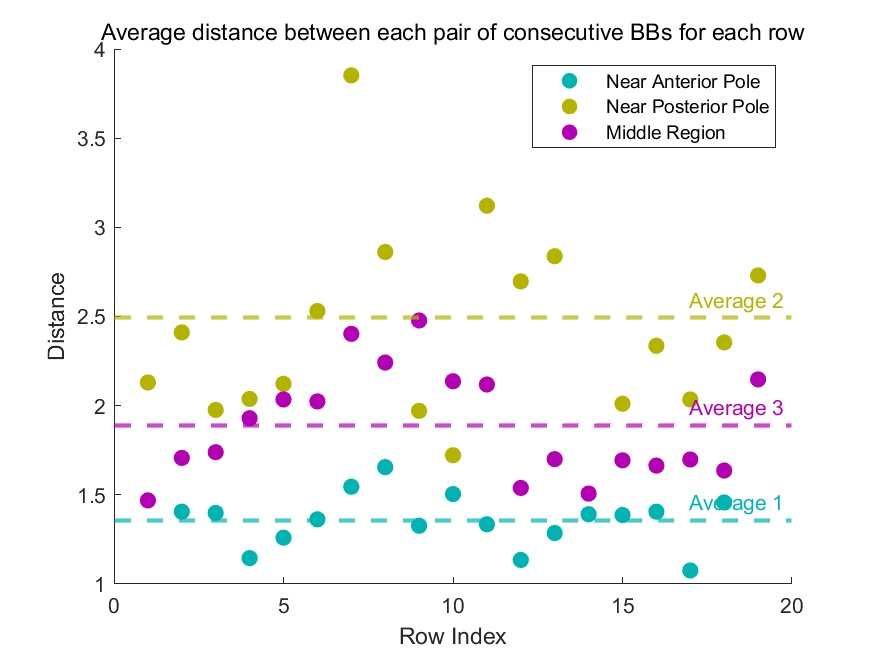 Average distance between each pair of consecutive BBs for each row
Near Anterior Pole
Near Posterior Pole
Middle Region
Average 2
Average 3
Average 1
Distance
4
3.5
3
2.5
2
1.5
1
0
5
10
15
20
Row Index